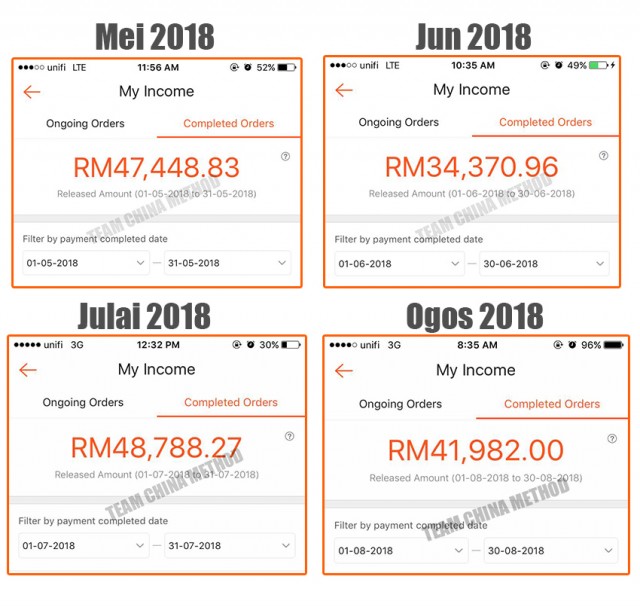 Mei 2018
unifi LTE 11:56 AM 52%
My Income
Ongoing Orders Completed Orders
RM47,448.83
?
Released Amount (01-05-2018 to 31-05-2018)
TEAM CHINA METHOD
Filter by payment completed date
01-05-2018 — 31-05-2018
Jun 2018
unifi LTE 10:35 AM 49%
My Income
Ongoing Orders Completed Orders
RM34,370.96
?
Released Amount (01-06-2018 to 30-06-2018)
TEAM CHINA METHOD
Filter by payment completed date
01-06-2018 — 30-06-2018
Julai 2018
unifi 3G 12:32 PM 30%
My Income
Ongoing Orders Completed Orders
RM48,788.27
?
Released Amount (01-07-2018 to 31-07-2018)
TEAM CHINA METHOD
Filter by payment completed date
01-07-2018 — 31-07-2018
Ogos 2018
unifi 3G 8:35 AM 96%
My Income
Ongoing Orders Completed Orders
RM41,982.00
?
Released Amount (01-08-2018 to 30-08-2018)
TEAM CHINA METHOD
Filter by payment completed date
01-08-2018 — 30-08-2018